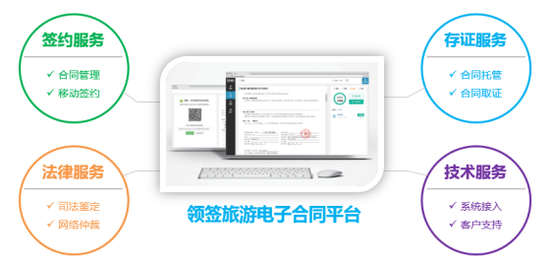 签约服务
✓ 合同管理
✓ 移动签约
存证服务
✓ 合同托管
✓ 合同取证
法律服务
✓ 司法鉴定
✓ 网络仲裁
技术服务
✓ 系统接入
✓ 客户支持
领签旅游电子合同平台